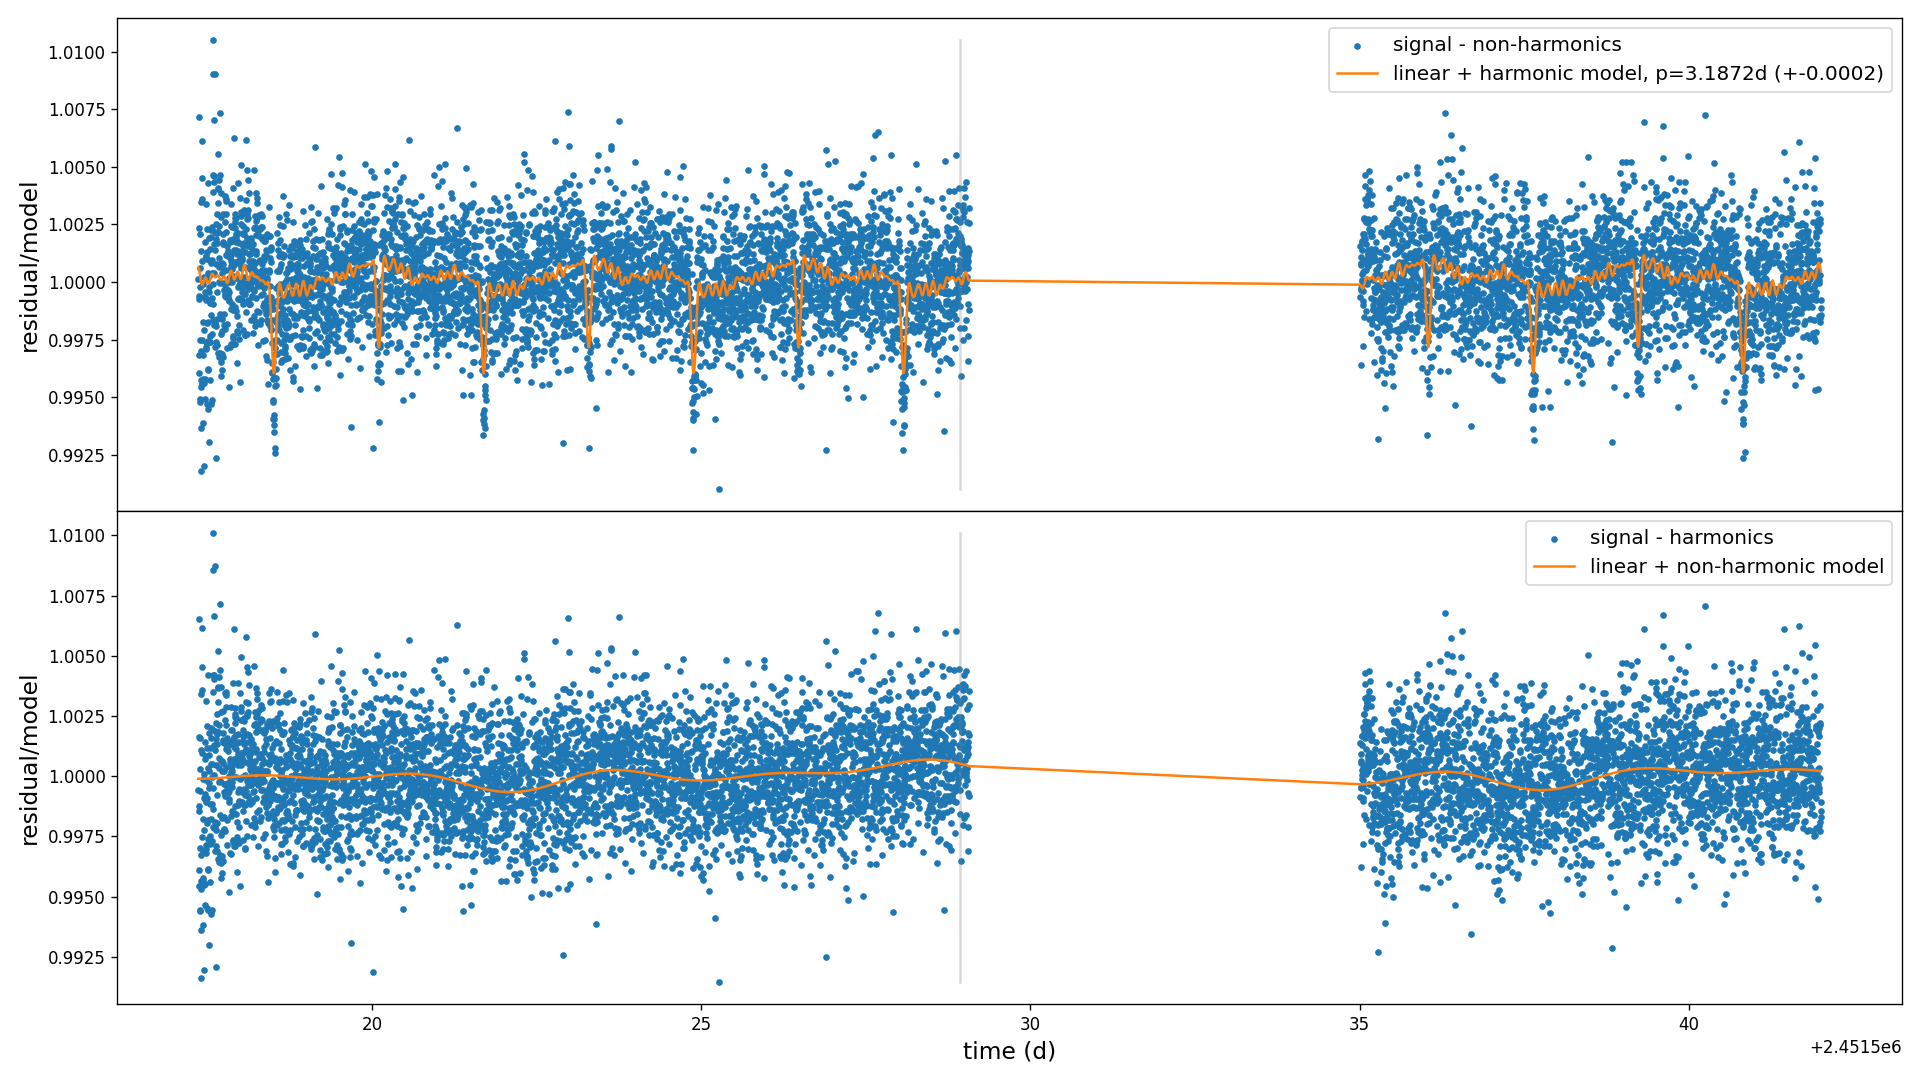 signal - non-harmonics
linear + harmonic model, p=3.1872d (+-0.0002)
1.0100
1.0075
1.0050
1.0025
1.0000
0.9975
0.9950
0.9925
residual/model
signal - harmonics
linear + non-harmonic model
1.0100
1.0075
1.0050
1.0025
1.0000
0.9975
0.9950
0.9925
residual/model
20
25
30
35
40
time (d)
+2.4515e6